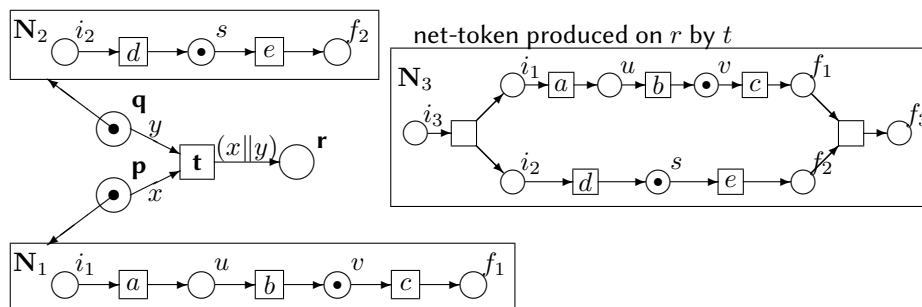 N₂ i₂ d s e f₂
net-token produced on r by t
N₃ i₁ a u b v c f₁
i₃ f₃
i₂ d s e f₂
q
y
t (x||y) r
p
x
N₁ i₁ a u b v c f₁